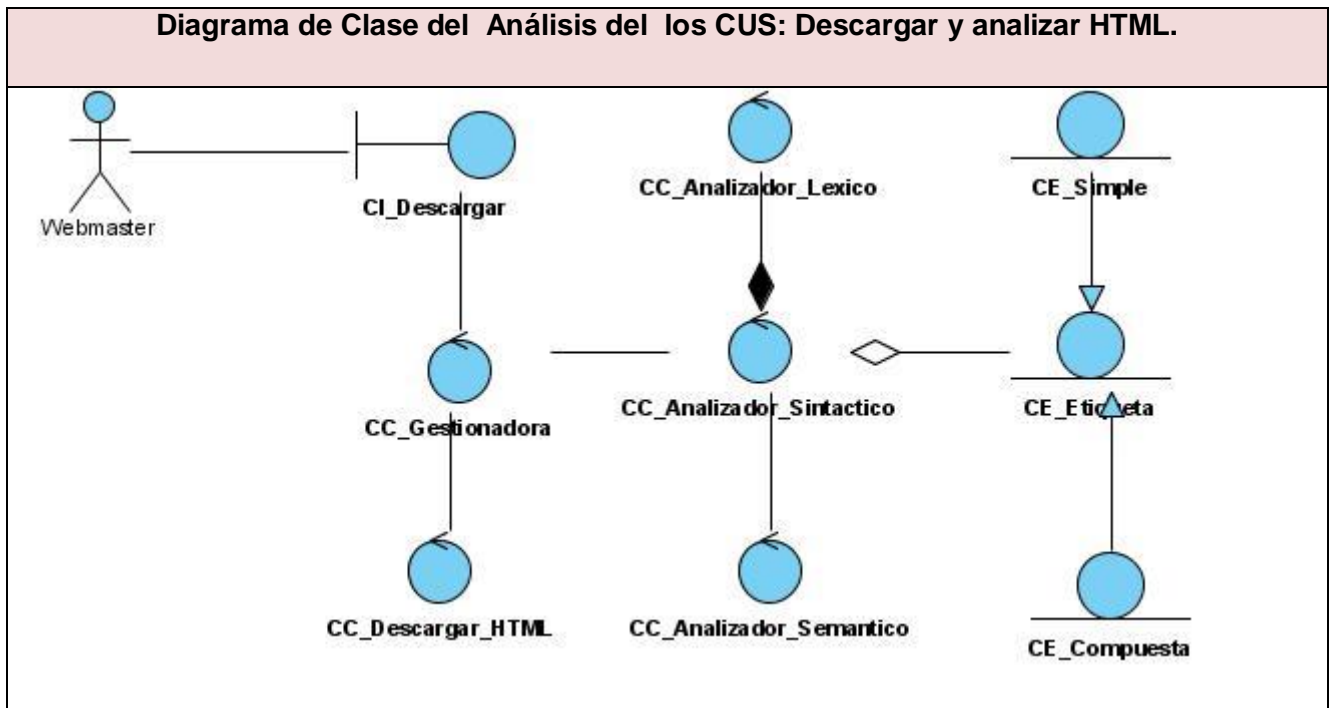 Diagrama de Clase del Análisis del los CUS: Descargar y analizar HTML.
Webmaster
CI_Descargar
CC_Analizador_Lexico
CE_Simple
CC_Gestionadora
CC_Analizador_Sintactico
CE_Etiqueta
CC_Descargar_HTML
CC_Analizador_Semantico
CE_Compuesta